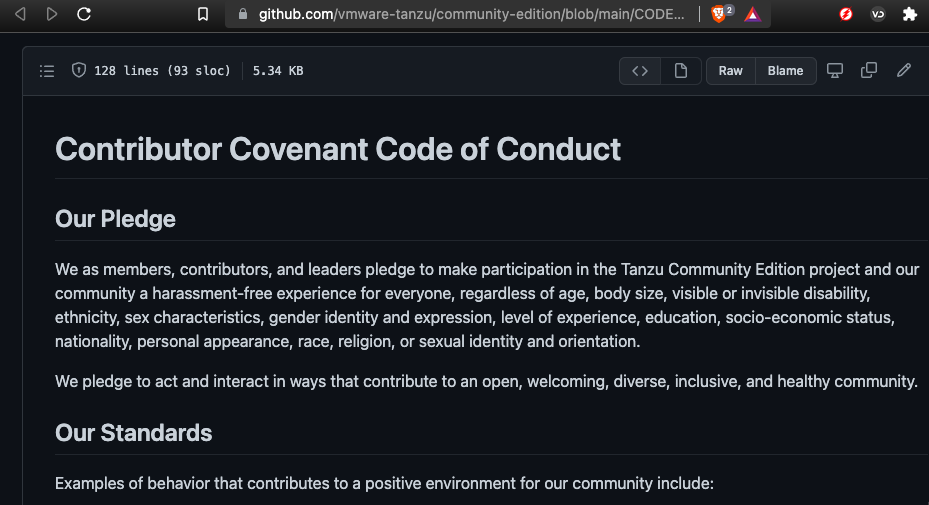 github.com/vmware-tanzu/community-edition/blob/main/CODE...
2
VD
128 lines (93 sloc)
5.34 KB
<>
Raw
Blame
Contributor Covenant Code of Conduct
Our Pledge
We as members, contributors, and leaders pledge to make participation in the Tanzu Community Edition project and our
community a harassment-free experience for everyone, regardless of age, body size, visible or invisible disability,
ethnicity, sex characteristics, gender identity and expression, level of experience, education, socio-economic status,
nationality, personal appearance, race, religion, or sexual identity and orientation.
We pledge to act and interact in ways that contribute to an open, welcoming, diverse, inclusive, and healthy community.
Our Standards
Examples of behavior that contributes to a positive environment for our community include: